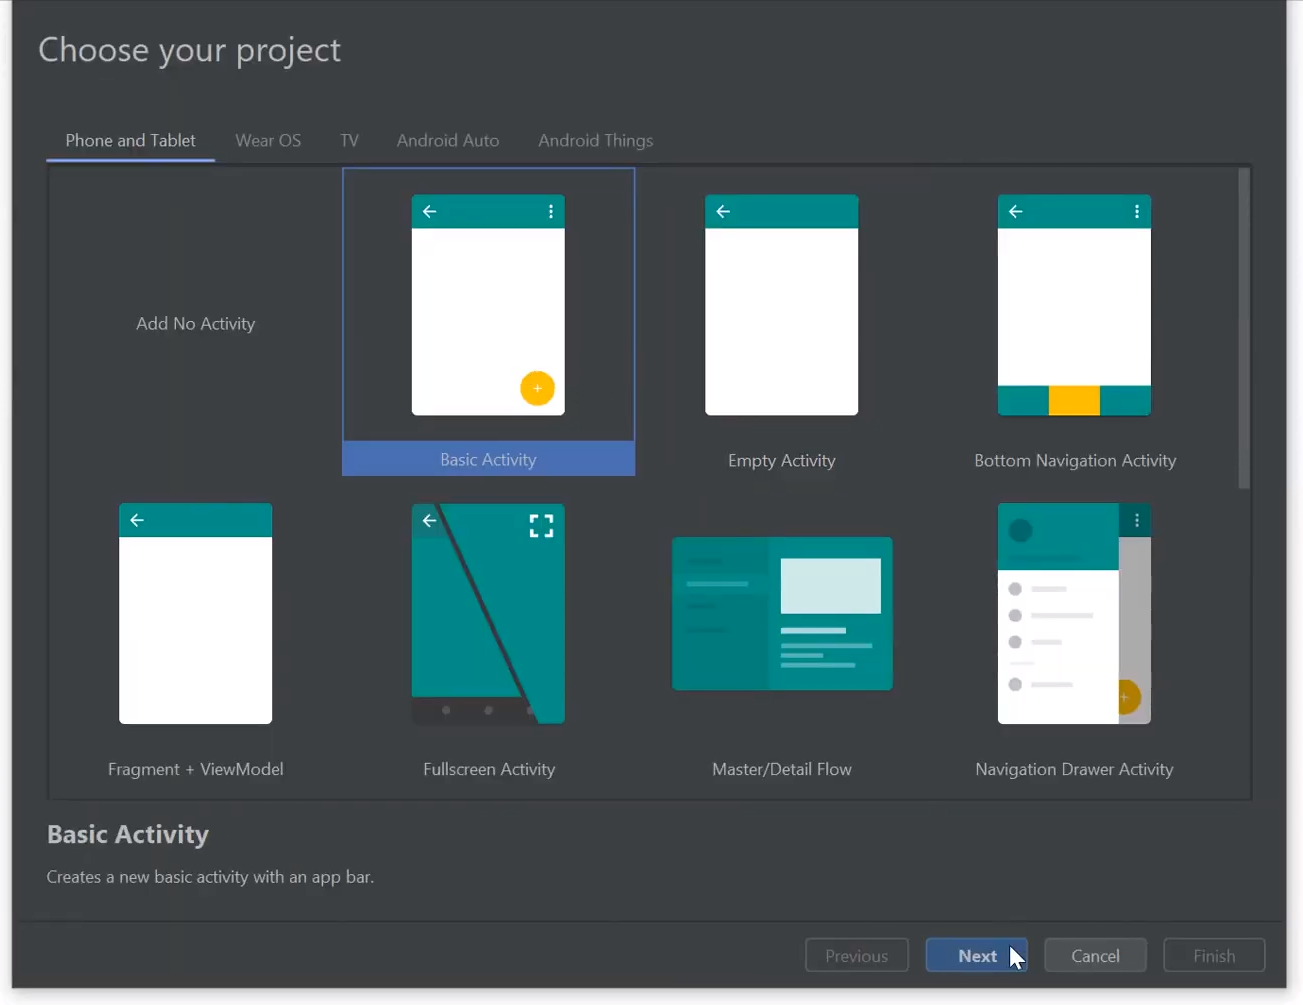 Choose your project
Phone and Tablet Wear OS TV Android Auto Android Things
Add No Activity
Basic Activity Empty Activity Bottom Navigation Activity
Fragment + ViewModel Fullscreen Activity Master/Detail Flow Navigation Drawer Activity
Basic Activity
Creates a new basic activity with an app bar.
Previous Next Cancel Finish